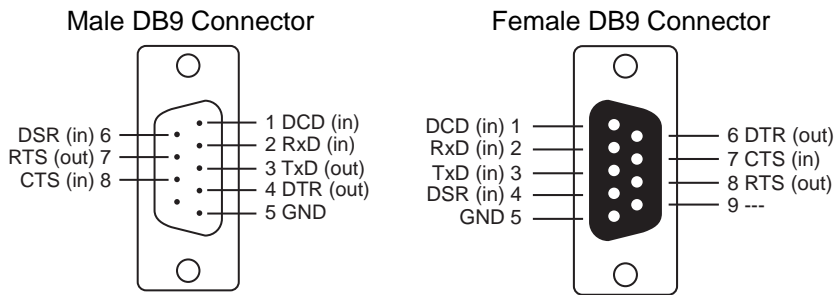 Male DB9 Connector
DSR (in) 6
RTS (out) 7
CTS (in) 8
1 DCD (in)
2 RxD (in)
3 TxD (out)
4 DTR (out)
5 GND
Female DB9 Connector
DCD (in) 1
RxD (in) 2
TxD (in) 3
DSR (in) 4
GND 5
6 DTR (out)
7 CTS (in)
8 RTS (out)
9 ---